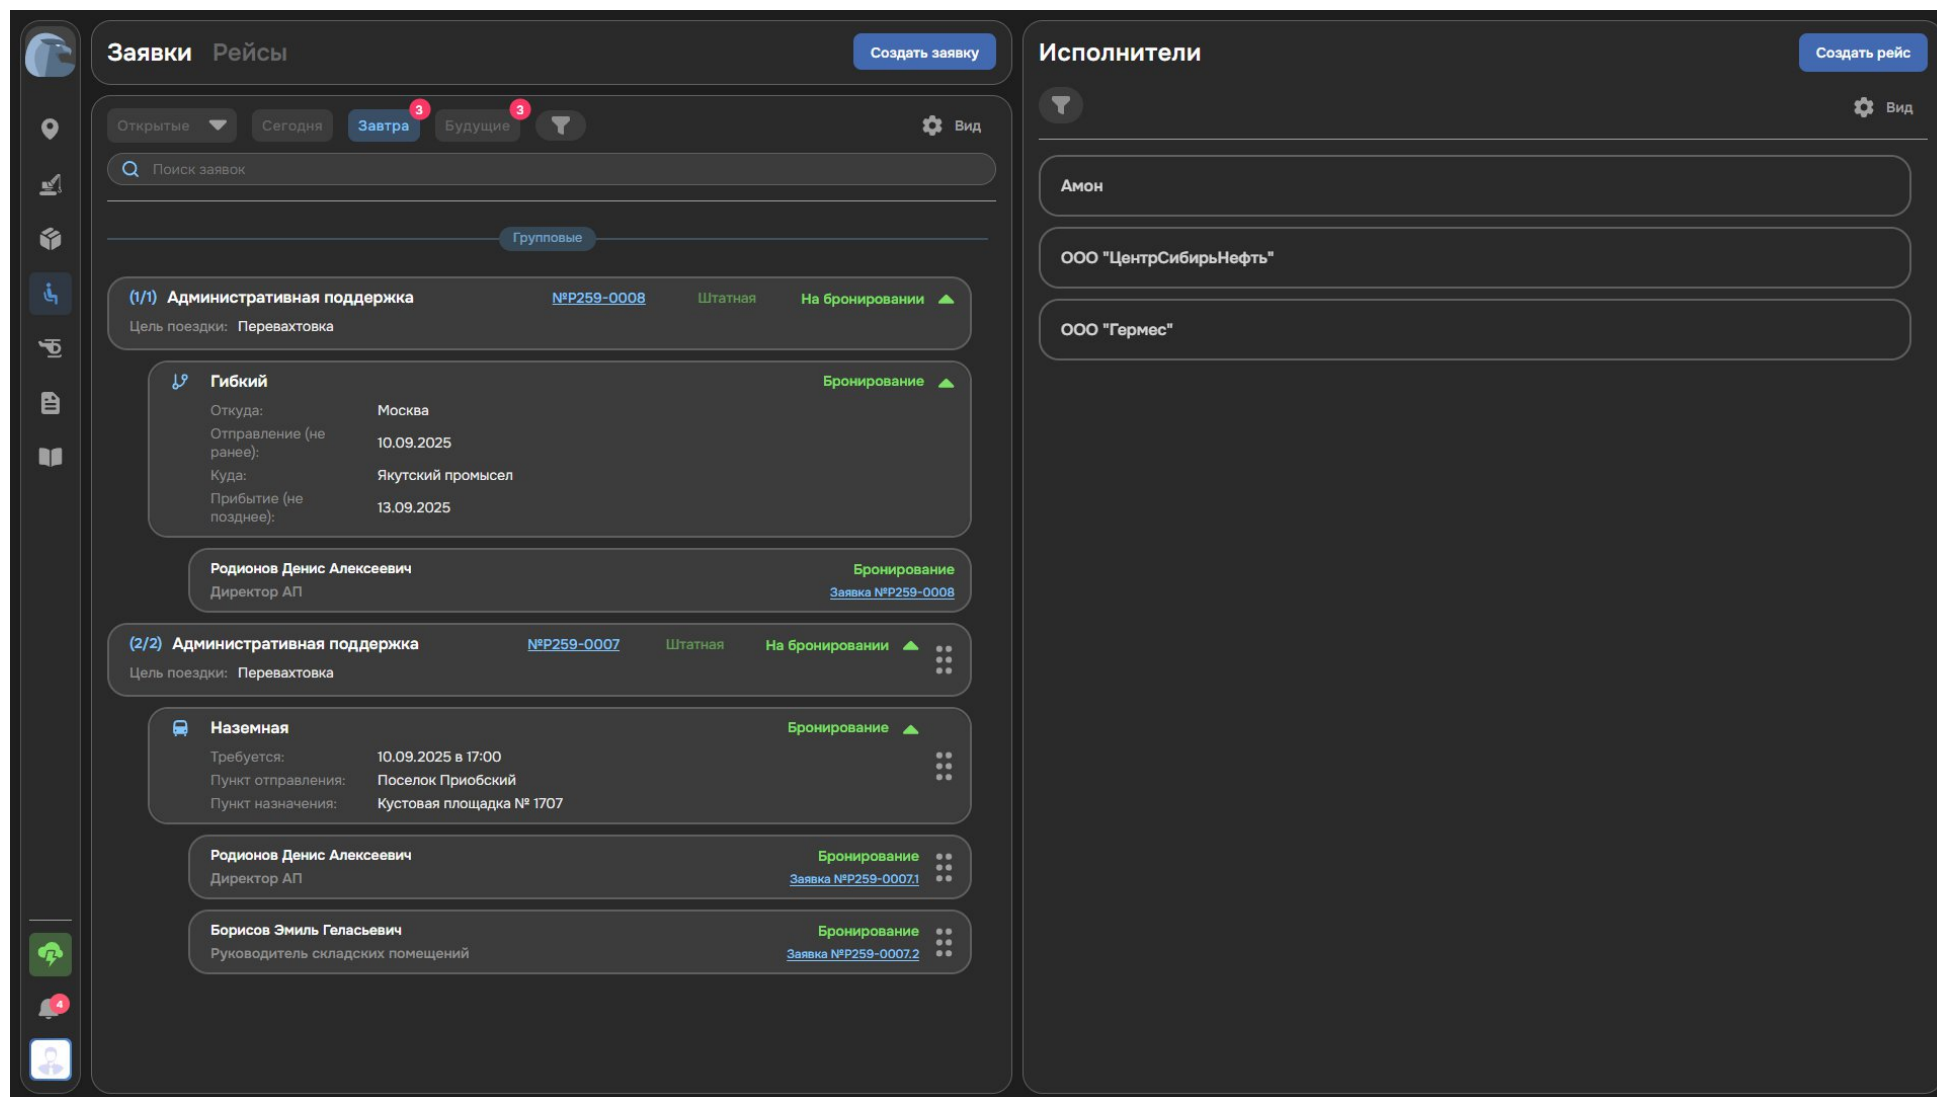 Заявки Рейсы
Создать заявку
Открытые Сегодня Завтра 3 Будущие 3
Вид
Поиск заявок
Групповые
(1/1) Административная поддержка №Р259-0008 Штатная На бронировании
Цель поездки: Перевахтовка
Гибкий Бронирование
Откуда: Москва
Отправление (не ранее): 10.09.2025
Куда: Якутский промысел
Прибытие (не позднее): 13.09.2025
Родионов Денис Алексеевич Бронирование
Директор АП Заявка №Р259-0008
(2/2) Административная поддержка №Р259-0007 Штатная На бронировании
Цель поездки: Перевахтовка
Наземная Бронирование
Требуется: 10.09.2025 в 17:00
Пункт отправления: Поселок Приобский
Пункт назначения: Кустовая площадка № 1707
Родионов Денис Алексеевич Бронирование
Директор АП Заявка №Р259-0007.1
Борисов Эмиль Геласьевич Бронирование
Руководитель складских помещений Заявка №Р259-0007.2
4
Исполнители
Создать рейс
Вид
Амон
ООО "ЦентрСибирьНефть"
ООО "Гермес"